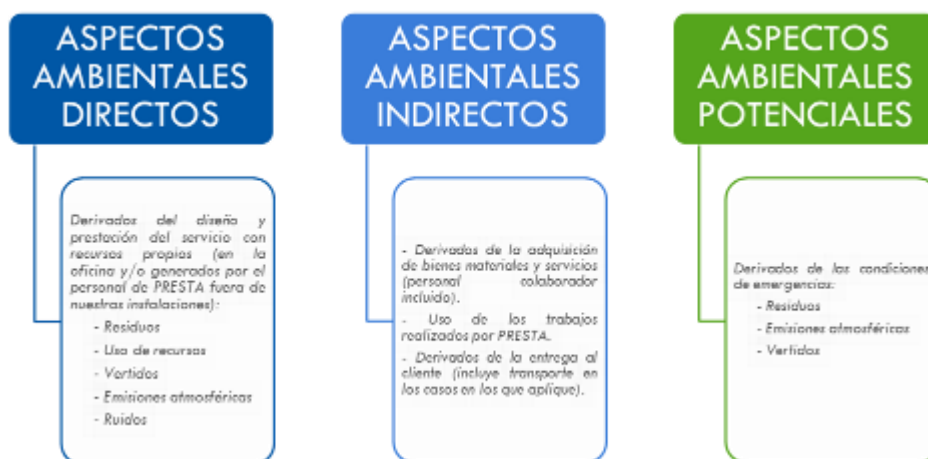 ASPECTOS
AMBIENTALES
DIRECTOS
Derivados del diseño y
prestación del servicio con
recursos propios (en la
oficina y/o generados por el
personal de PRESTA fuera de
nuestras instalaciones):
- Residuos
- Uso de recursos
- Vertidos
- Emisiones atmosféricas
- Ruidos
ASPECTOS
AMBIENTALES
INDIRECTOS
- Derivados de la adquisición
de bienes materiales y servicios
(personal colaborador
incluido).
- Uso de los trabajos
realizados por PRESTA.
- Derivados de la entrega al
cliente (incluye transporte en
los casos en los que aplique).
ASPECTOS
AMBIENTALES
POTENCIALES
Derivados de las condiciones
de emergencias:
- Residuos
- Emisiones atmosféricas
- Vertidos